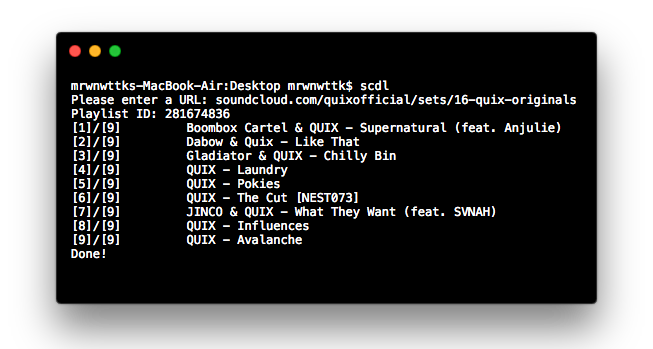 mrwnwttks-MacBook-Air:Desktop mrwnwttk$ scdl
Please enter a URL: soundcloud.com/quixofficial/sets/16-quix-originals
Playlist ID: 281674836
[1]/[9] Boombox Cartel & QUIX - Supernatural (feat. Anjulie)
[2]/[9] Dabow & Quix - Like That
[3]/[9] Gladiator & QUIX - Chilly Bin
[4]/[9] QUIX - Laundry
[5]/[9] QUIX - Pokies
[6]/[9] QUIX - The Cut [NEST073]
[7]/[9] JINCO & QUIX - What They Want (feat. SVNAH)
[8]/[9] QUIX - Influences
[9]/[9] QUIX - Avalanche
Done!